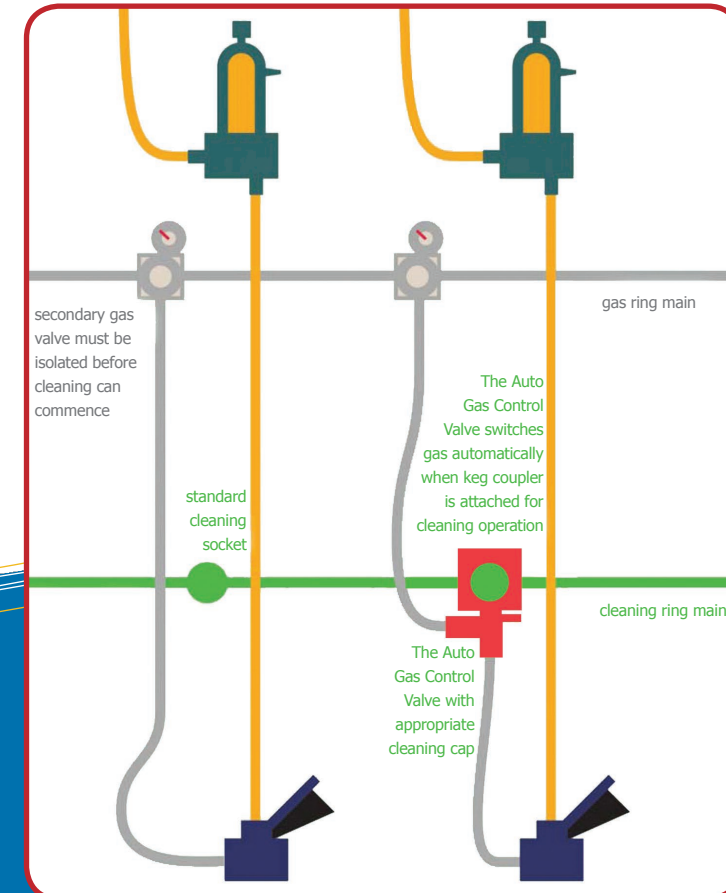 secondary gas
valve must be
isolated before
cleaning can
commence
gas ring main
The Auto
Gas Control
Valve switches
gas automatically
when keg coupler
is attached for
cleaning operation
standard
cleaning
socket
cleaning ring main
The Auto
Gas Control
Valve with
appropriate
cleaning cap